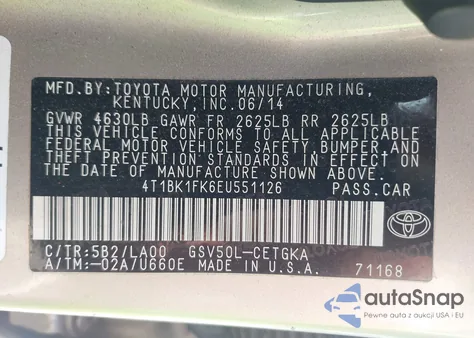 MFD.BY:TOYOTA MOTOR MANUFACTURING,
KENTUCKY,INC.06/14
GVWR 4630LB GAWR FR 2625LB RR 2625LB
THIS VEHICLE CONFORMS TO ALL APPLICABLE
FEDERAL MOTOR VEHICLE SAFETY, BUMPER,
AND THEFT PREVENTION STANDARDS IN EFFECT ON
THE DATE OF MANUFACTURE SHOWN ABOVE.
4T1BK1FK6EU551126 PASS.CAR
C/TR:5B2/LA00 GSV50L-CETGKA
A/TM:-02A/U660E MADE IN U.S.A. 71168
TOYOTA
autoSnap
Pewne auta z aukcji USA i EU